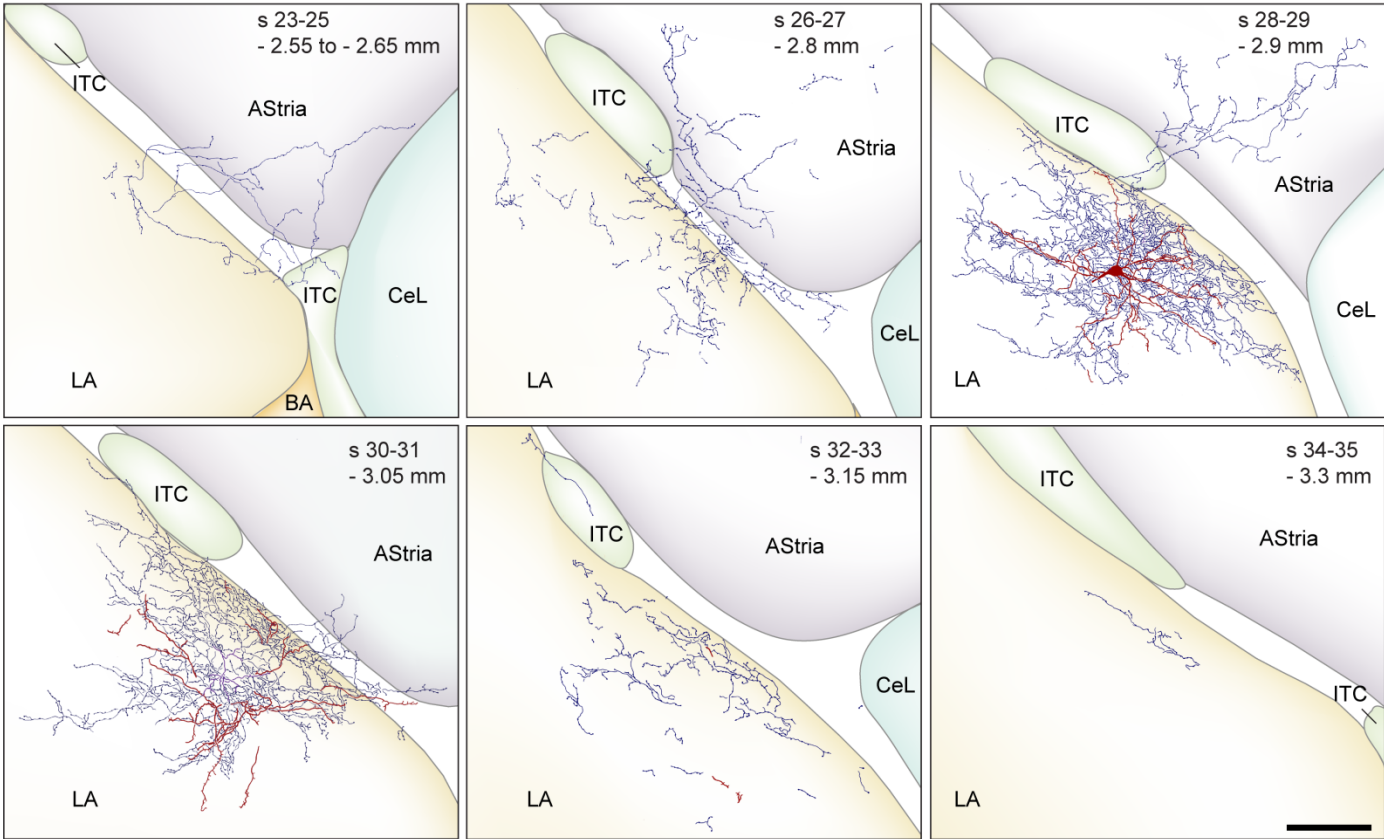 s 23-25
- 2.55 to - 2.65 mm
ITC
AStria
ITC
CeL
LA
BA
s 26-27
- 2.8 mm
ITC
AStria
CeL
LA
s 28-29
- 2.9 mm
ITC
AStria
CeL
LA
s 30-31
- 3.05 mm
ITC
AStria
LA
s 32-33
- 3.15 mm
ITC
AStria
CeL
LA
s 34-35
- 3.3 mm
ITC
AStria
ITC
LA